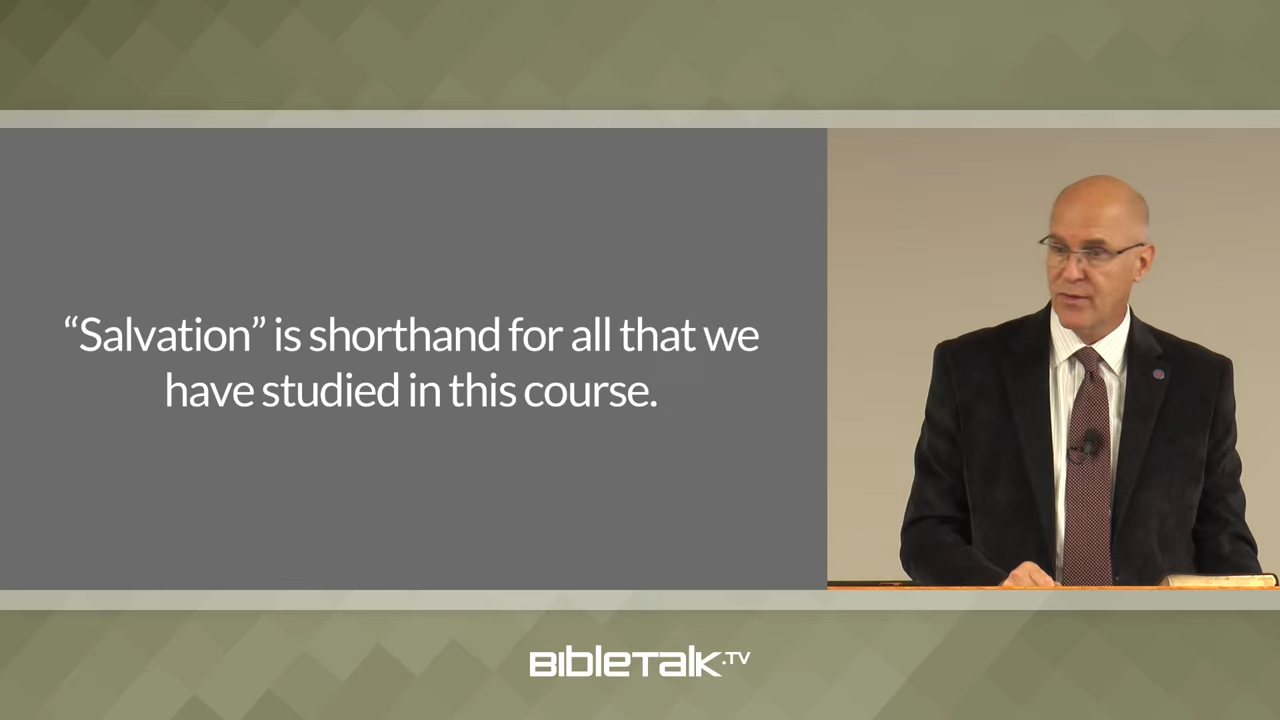 “Salvation” is shorthand for all that we
have studied in this course.
BibleTalk.TV